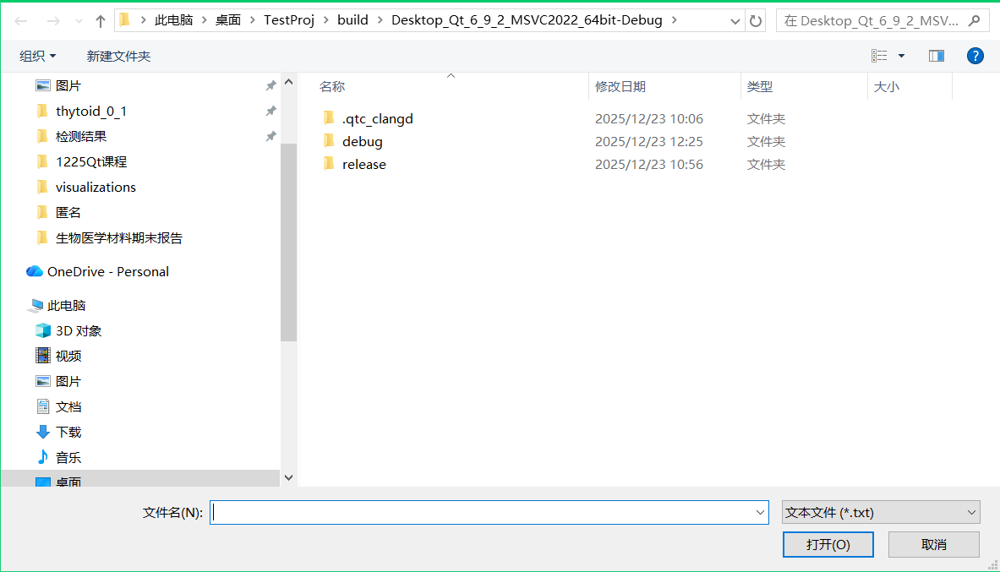 此电脑 > 桌面 > TestProj > build > Desktop_Qt_6_9_2_MSVC2022_64bit-Debug >
在 Desktop_Qt_6_9_2_MSV...
组织 新建文件夹
图片
thytoid_0_1
检测结果
1225Qt课程
visualizations
匿名
生物医学材料期末报告
OneDrive - Personal
此电脑
3D 对象
视频
图片
文档
下载
音乐
桌面
名称 修改日期 类型 大小
.qtc_clangd 2025/12/23 10:06 文件夹
debug 2025/12/23 12:25 文件夹
release 2025/12/23 10:56 文件夹
文件名(N): 文本文件 (*.txt)
打开(O) 取消